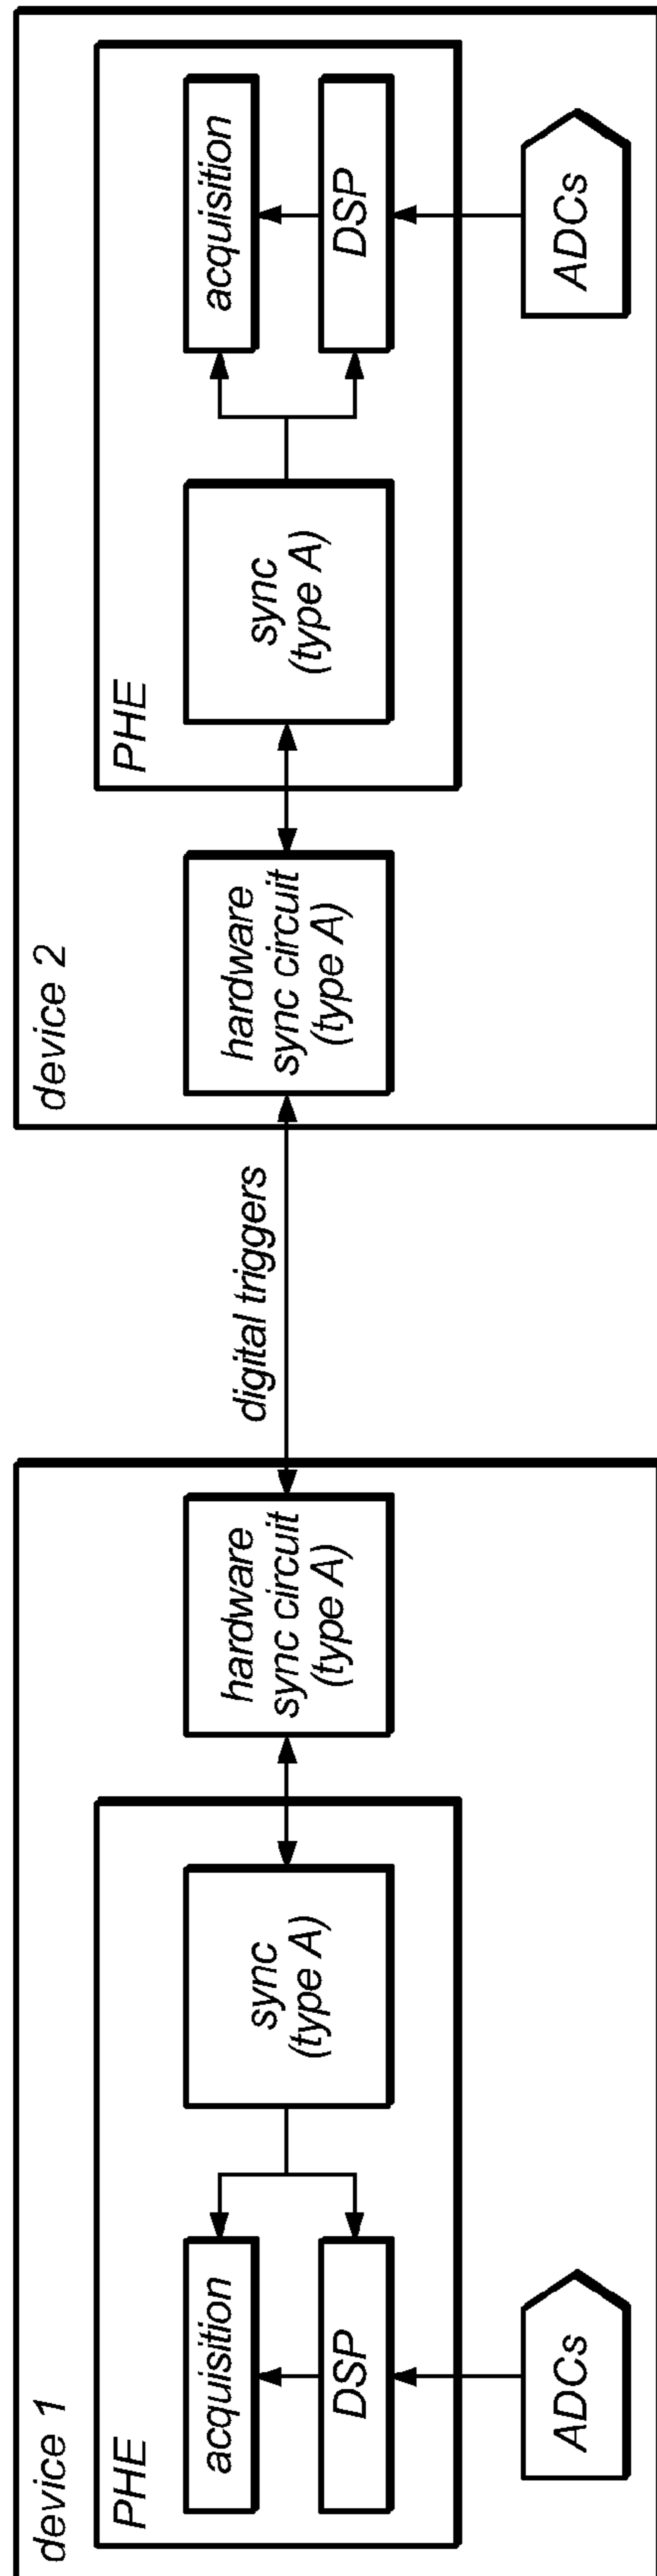 device 1
PHE
acquisition
DSP
ADCs
sync
(type A)
hardware
sync circuit
(type A)
digital triggers
device 2
hardware
sync circuit
(type A)
PHE
sync
(type A)
acquisition
DSP
ADCs